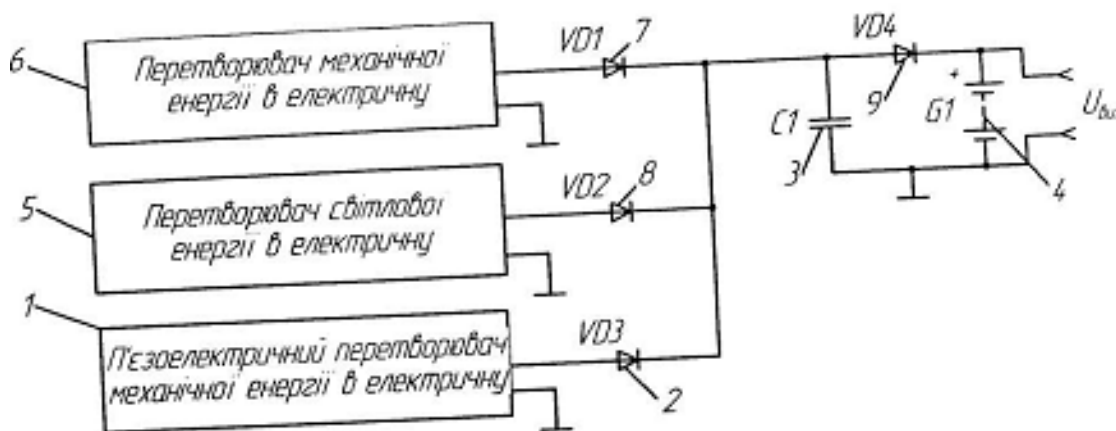 6
Перетворювач механічної
енергії в електричну
VD1
7
VD4
9
+
G1
C1
3
4
Uви
5
Перетворювач світлової
енергії в електричну
VD2
8
1
П'єзоелектричний перетворювач
механічної енергії в електричну
VD3
2